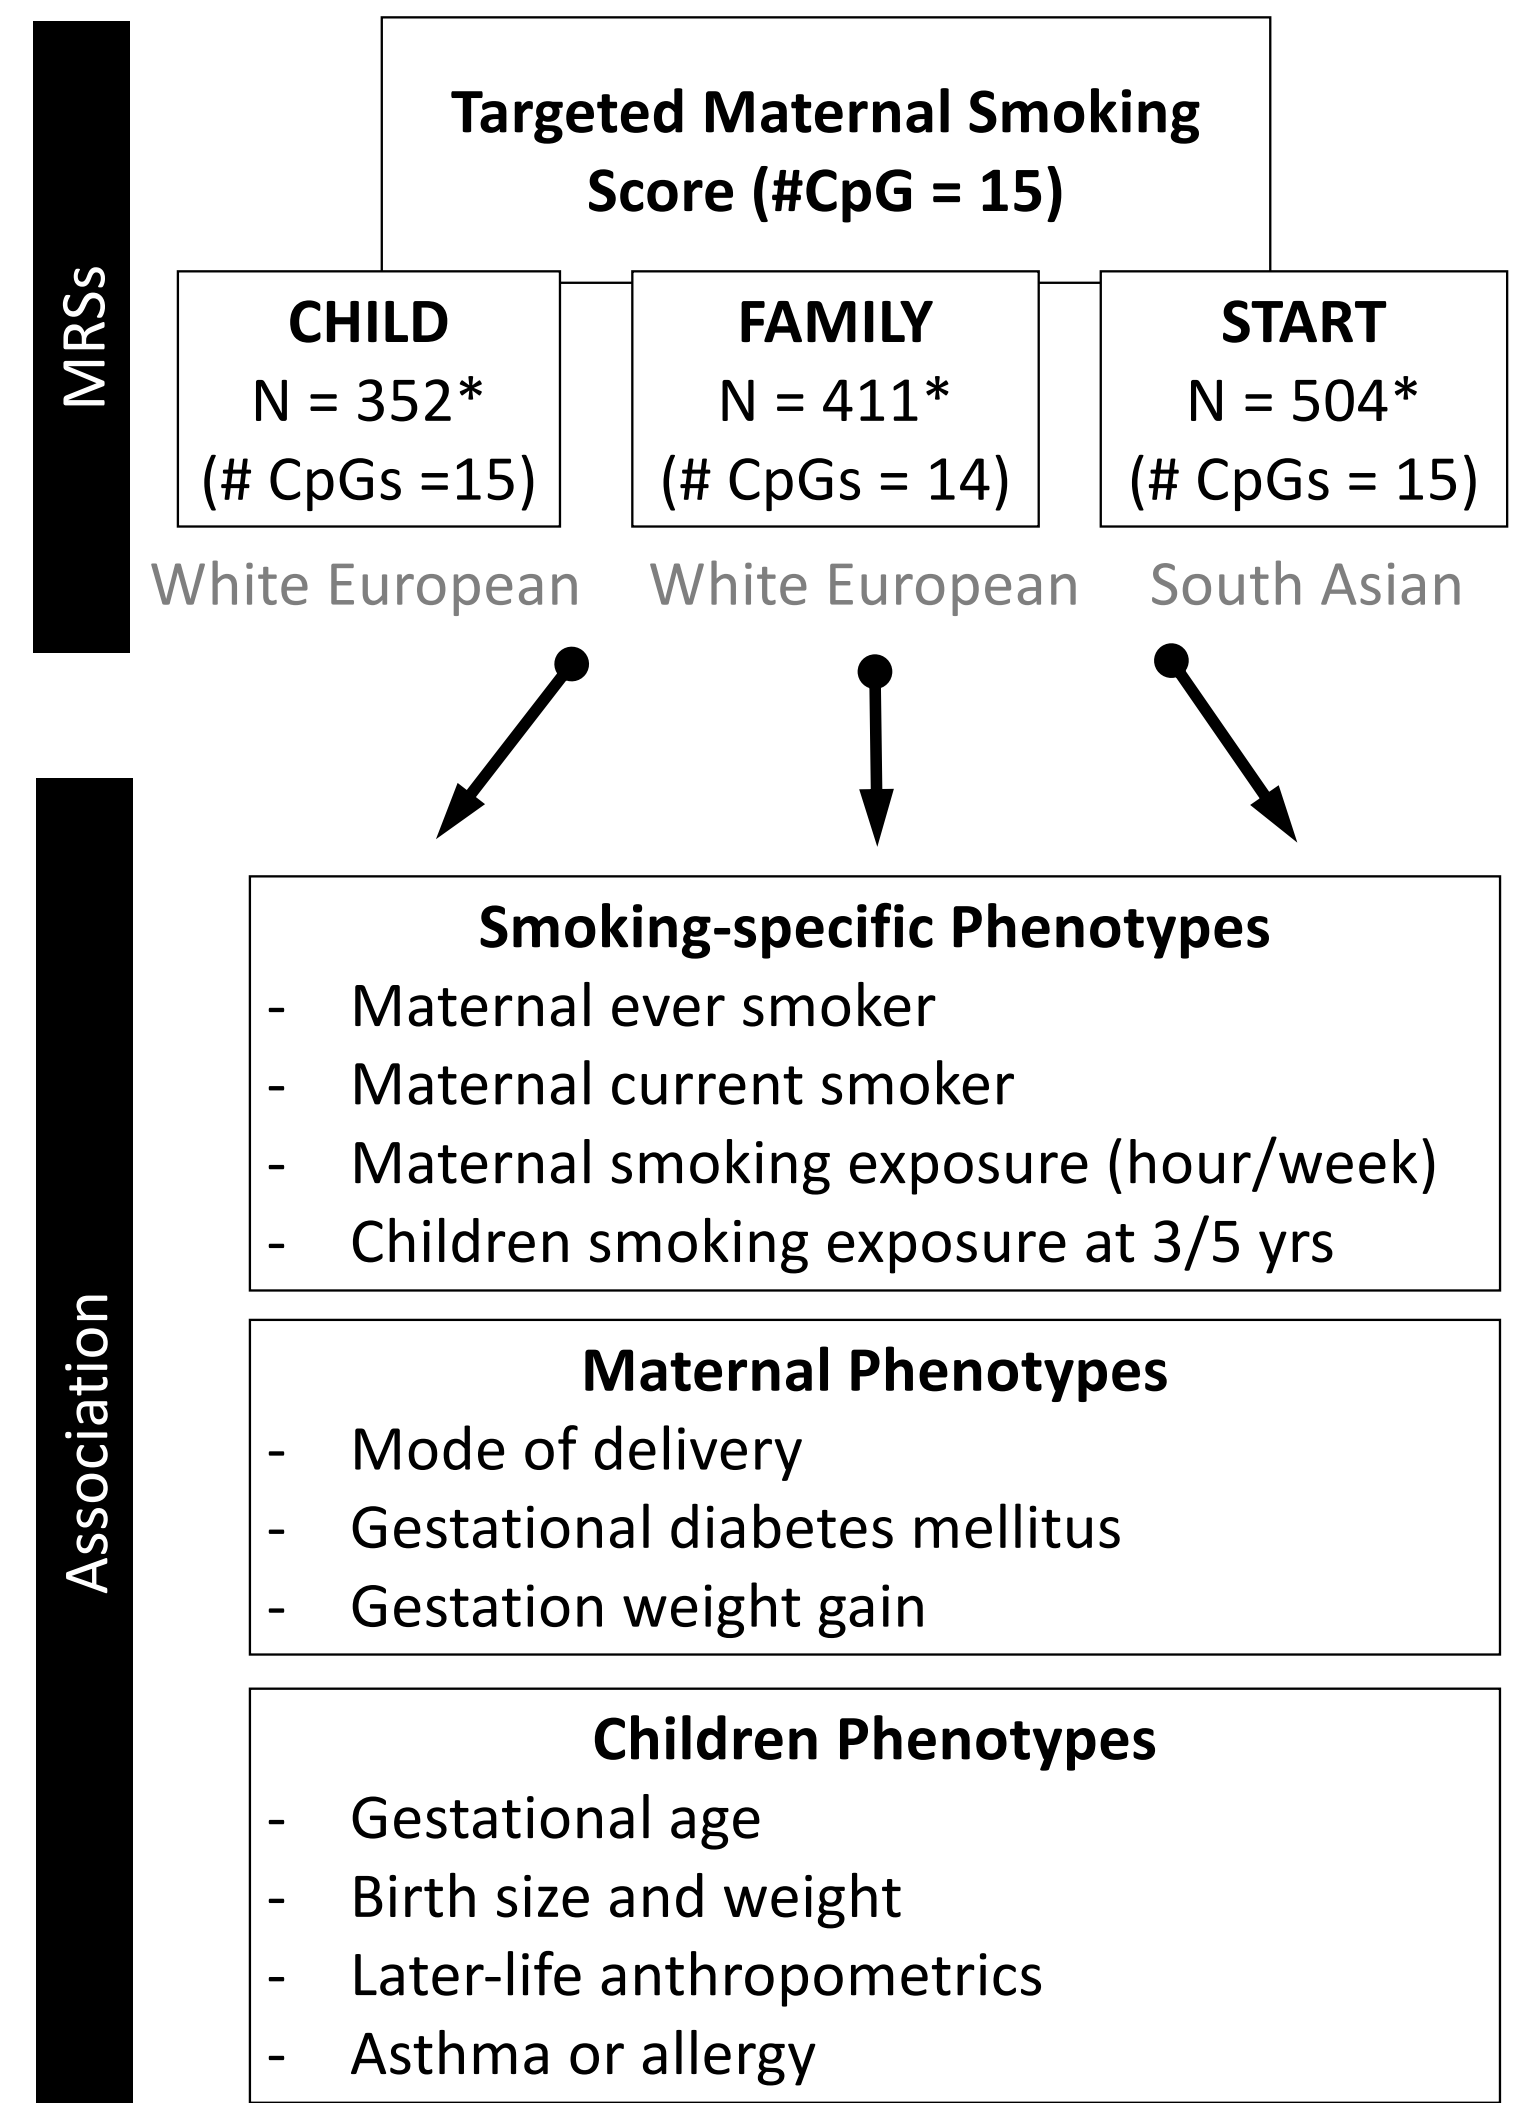 MRSs
Targeted Maternal Smoking
Score (#CpG = 15)
CHILD
N = 352*
(# CpGs =15)
White European
FAMILY
N = 411*
(# CpGs = 14)
White European
START
N = 504*
(# CpGs = 15)
South Asian
Association
Smoking-specific Phenotypes
- Maternal ever smoker
- Maternal current smoker
- Maternal smoking exposure (hour/week)
- Children smoking exposure at 3/5 yrs
Maternal Phenotypes
- Mode of delivery
- Gestational diabetes mellitus
- Gestation weight gain
Children Phenotypes
- Gestational age
- Birth size and weight
- Later-life anthropometrics
- Asthma or allergy